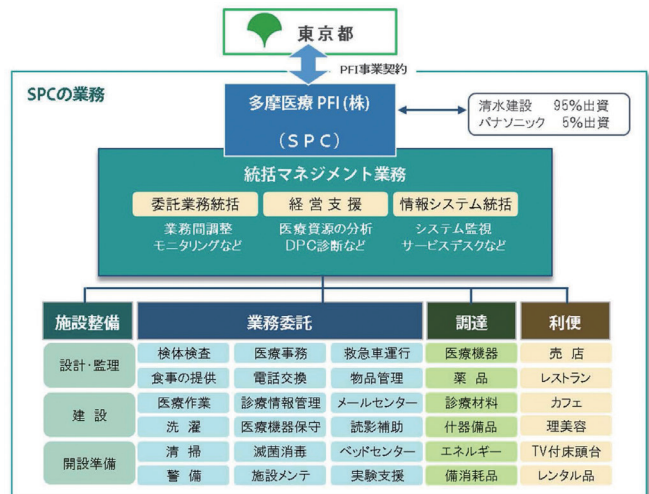 東京都
PFI事業契約
SPCの業務
多摩医療PFI(株)
(SPC)
清水建設 95%出資
パナソニック 5%出資
統括マネジメント業務
委託業務統括 経営支援 情報システム統括
業務間調整 医療資源の分析 システム監視
モニタリングなど DPC診断など サービスデスクなど
施設整備 業務委託 調達 利便
設計・監理
建設
開設準備
検体検査 医療事務 救急車運行 医療機器 売店
食事の提供 電話交換 物品管理 薬品 レストラン
医療作業 診療情報管理 メールセンター 診療材料 カフェ
洗濯 医療機器保守 読影補助 什器備品 理美容
清掃 滅菌消毒 ベッドセンター エネルギー TV付床頭台
警備 施設メンテ 実験支援 備消耗品 レンタル品